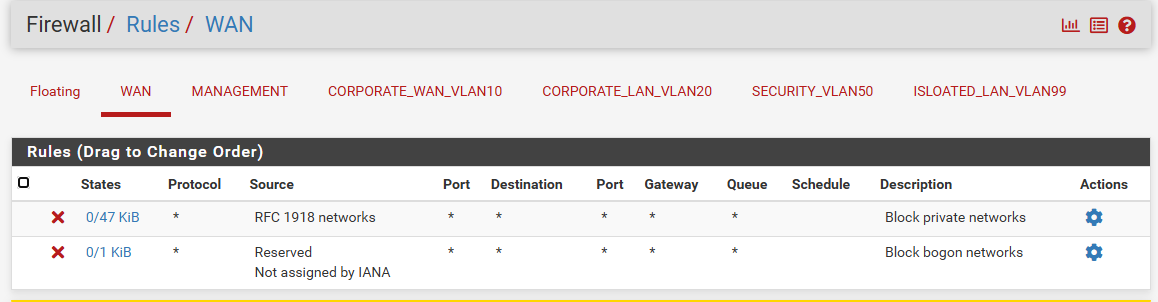 Firewall / Rules / WAN
Floating WAN MANAGEMENT CORPORATE_WAN_VLAN10 CORPORATE_LAN_VLAN20 SECURITY_VLAN50 ISLOATED_LAN_VLAN99
Rules (Drag to Change Order)
States Protocol Source Port Destination Port Gateway Queue Schedule Description Actions
0/47 KiB * RFC 1918 networks * * * * * Block private networks
0/1 KiB * Reserved * * * * * Block bogon networks
Not assigned by IANA